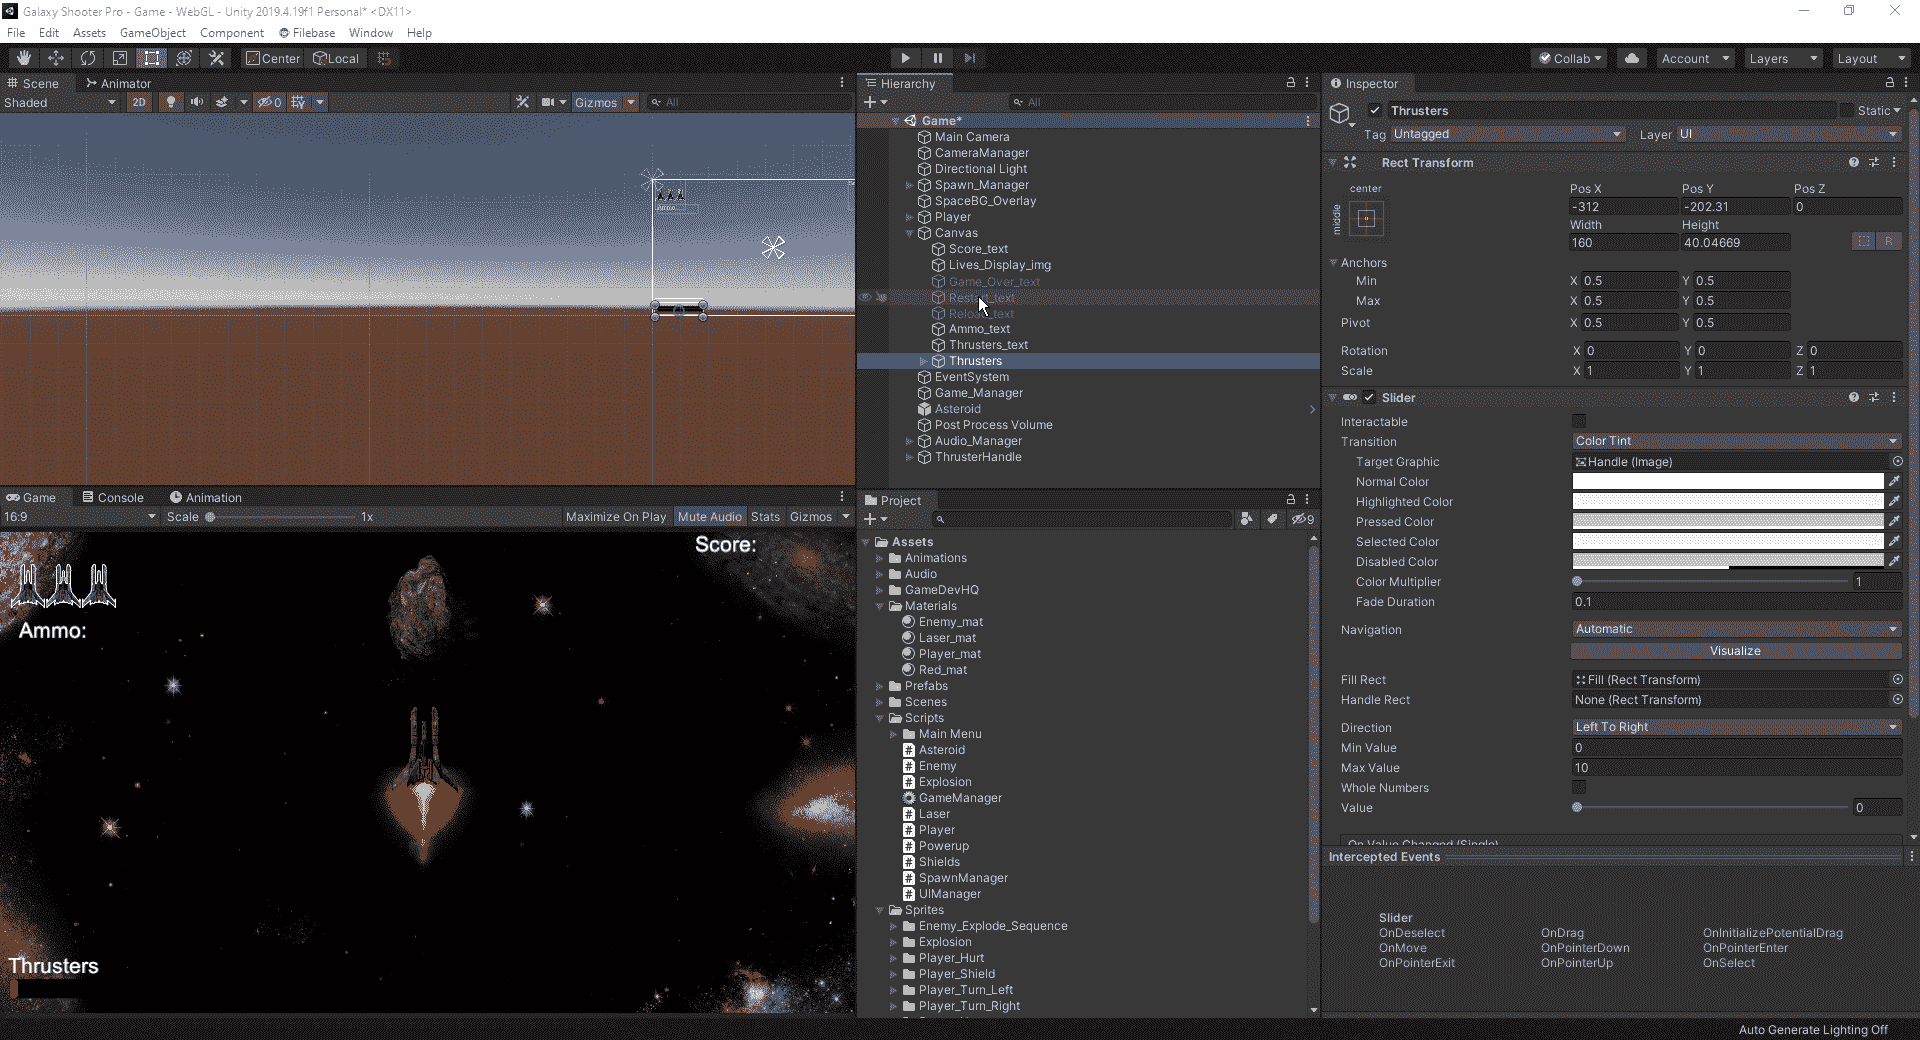 Galaxy Shooter Pro - Game - WebGL - Unity 2019.4.19f1 Personal* <DX11>
File Edit Assets GameObject Component Filebase Window Help
Center Local Collab Account Layers Layout
Scene Animator
Shaded 2D 0 Gizmos All
Game Console Animation
16:9 Scale 1x Maximize On Play Mute Audio Stats Gizmos
Score:
Ammo:
Thrusters
Hierarchy
All
Game*
Main Camera
CameraManager
Directional Light
Spawn_Manager
SpaceBG_Overlay
Player
Canvas
Score_text
Lives_Display_img
Game_Over_text
Restart_text
Reload_text
Ammo_text
Thrusters_text
Thrusters
EventSystem
Game_Manager
Asteroid
Post Process Volume
Audio_Manager
ThrusterHandle
Project
9
Assets
Animations
Audio
GameDevHQ
Materials
Enemy_mat
Laser_mat
Player_mat
Red_mat
Prefabs
Scenes
Scripts
Main Menu
Asteroid
Enemy
Explosion
GameManager
Laser
Player
Powerup
Shields
SpawnManager
UIManager
Sprites
Enemy_Explode_Sequence
Explosion
Player_Hurt
Player_Shield
Player_Turn_Left
Player_Turn_Right
Inspector
Thrusters Static
Tag Untagged Layer UI
Rect Transform
center
middle
Pos X Pos Y Pos Z
-312 -202.31 0
Width Height
160 40.04669 R
Anchors
Min X 0.5 Y 0.5
Max X 0.5 Y 0.5
Pivot X 0.5 Y 0.5
Rotation X 0 Y 0 Z 0
Scale X 1 Y 1 Z 1
Slider
Interactable
Transition Color Tint
Target Graphic Handle (Image)
Normal Color
Highlighted Color
Pressed Color
Selected Color
Disabled Color
Color Multiplier 1
Fade Duration 0.1
Navigation Automatic
Visualize
Fill Rect Fill (Rect Transform)
Handle Rect None (Rect Transform)
Direction Left To Right
Min Value 0
Max Value 10
Whole Numbers
Value 0
On Value Changed (Single)
Intercepted Events
Slider
OnDeselect OnDrag OnInitializePotentialDrag
OnMove OnPointerDown OnPointerEnter
OnPointerExit OnPointerUp OnSelect
Auto Generate Lighting Off